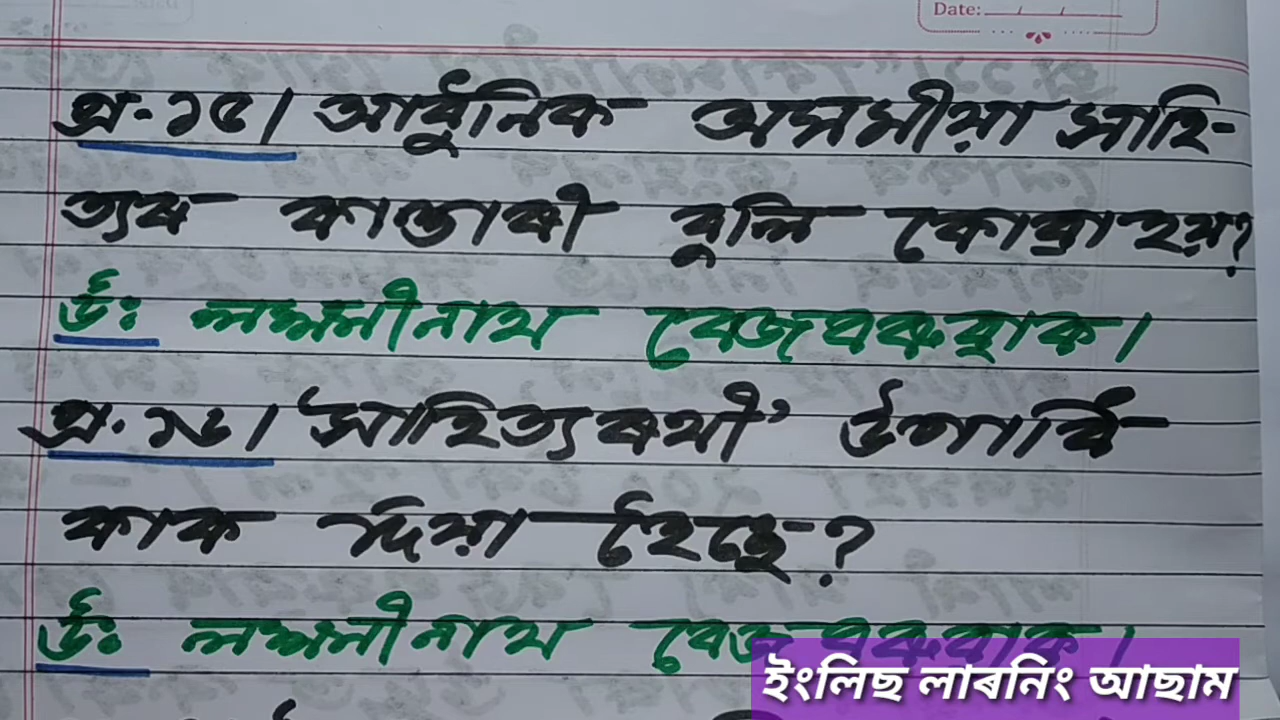 Date:
প্ৰ. ১৫। আধুনিক অসমীয়া সাহি-
ত্যৰ কাণ্ডাৰী বুলি কোৱা হয়?
উঃ লক্ষ্মীনাথ বেজবৰুৱাক।
প্ৰ. ১৬। 'সাহিত্যৰথী' উপাধি
কাক দিয়া হৈছে?
উঃ লক্ষ্মীনাথ বেজবৰুৱাক।
ইংলিছ লাৰনিং আছাম